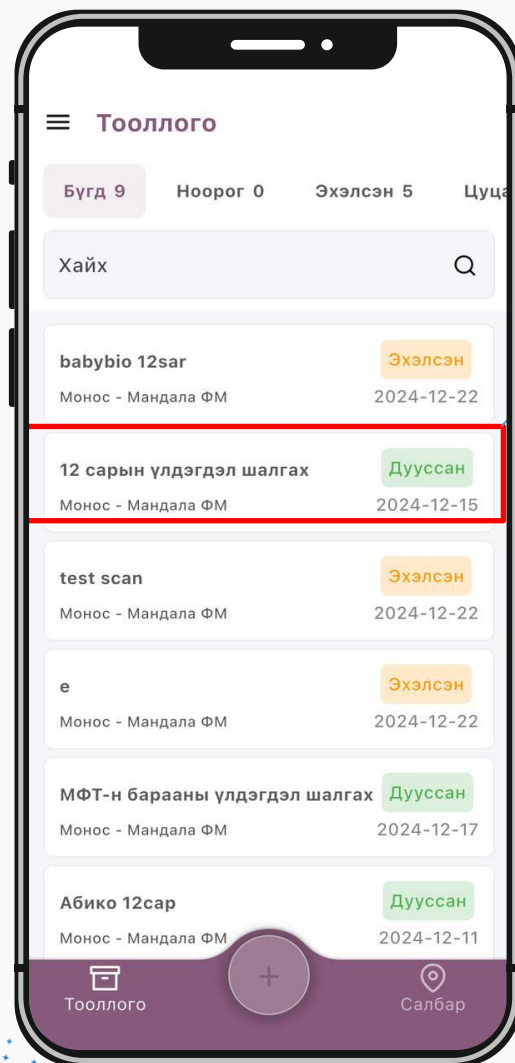 Тооллого
Бүгд 9 Ноорог 0 Эхэлсэн 5
Хайх
babybio 12sar Эхэлсэн
Монос - Мандала ФМ 2024-12-22
12 сарын үлдэгдэл шалгах Дууссан
Монос - Мандала ФМ 2024-12-15
test scan Эхэлсэн
Монос - Мандала ФМ 2024-12-22
e Эхэлсэн
Монос - Мандала ФМ 2024-12-22
МФТ-н барааны үлдэгдэл шалгах Дууссан
Монос - Мандала ФМ 2024-12-17
Абико 12сар Дууссан
Монос - Мандала ФМ 2024-12-11
Тооллого + Салбар